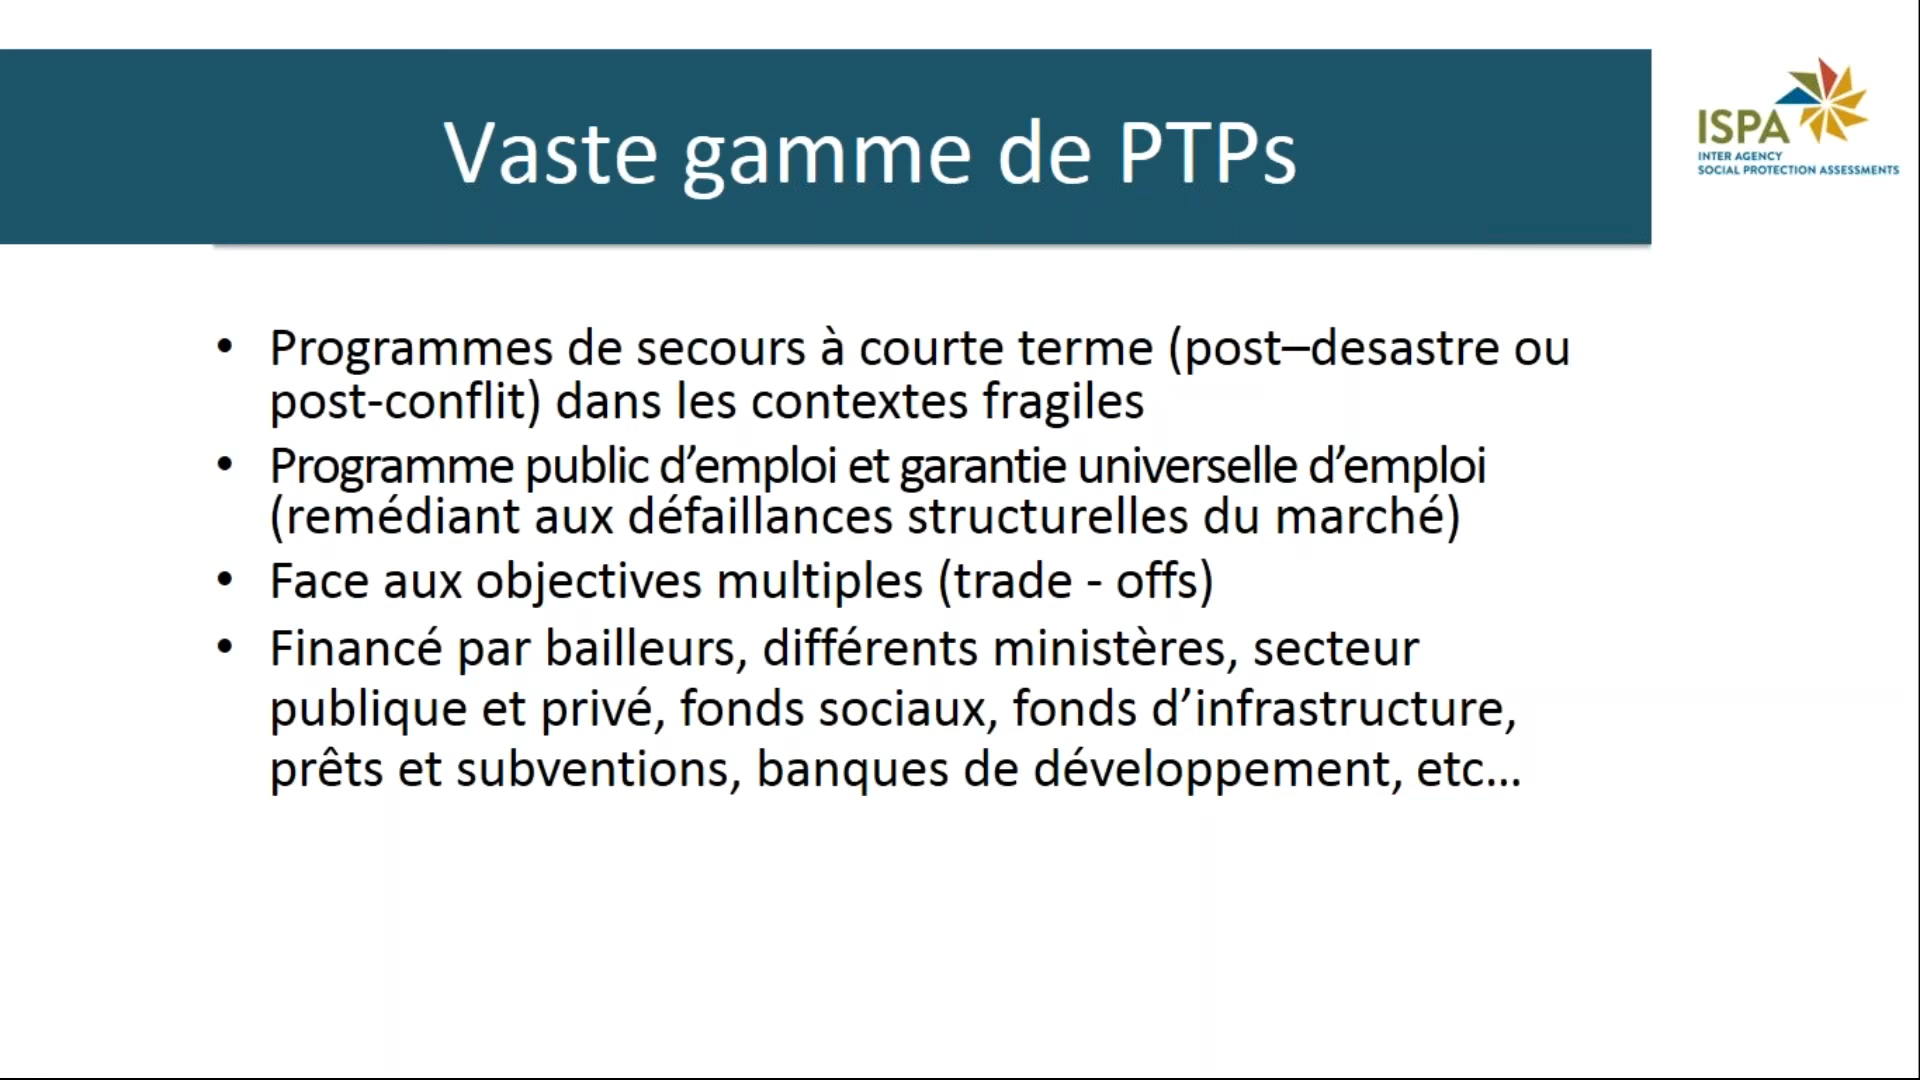 Vaste gamme de PTPs
ISPA
INTER AGENCY
SOCIAL PROTECTION ASSESSMENTS
• Programmes de secours à courte terme (post–desastre ou
post-conflit) dans les contextes fragiles
• Programme public d’emploi et garantie universelle d’emploi
(remédiant aux défaillances structurelles du marché)
• Face aux objectives multiples (trade - offs)
• Financé par bailleurs, différents ministères, secteur
publique et privé, fonds sociaux, fonds d’infrastructure,
prêts et subventions, banques de développement, etc…